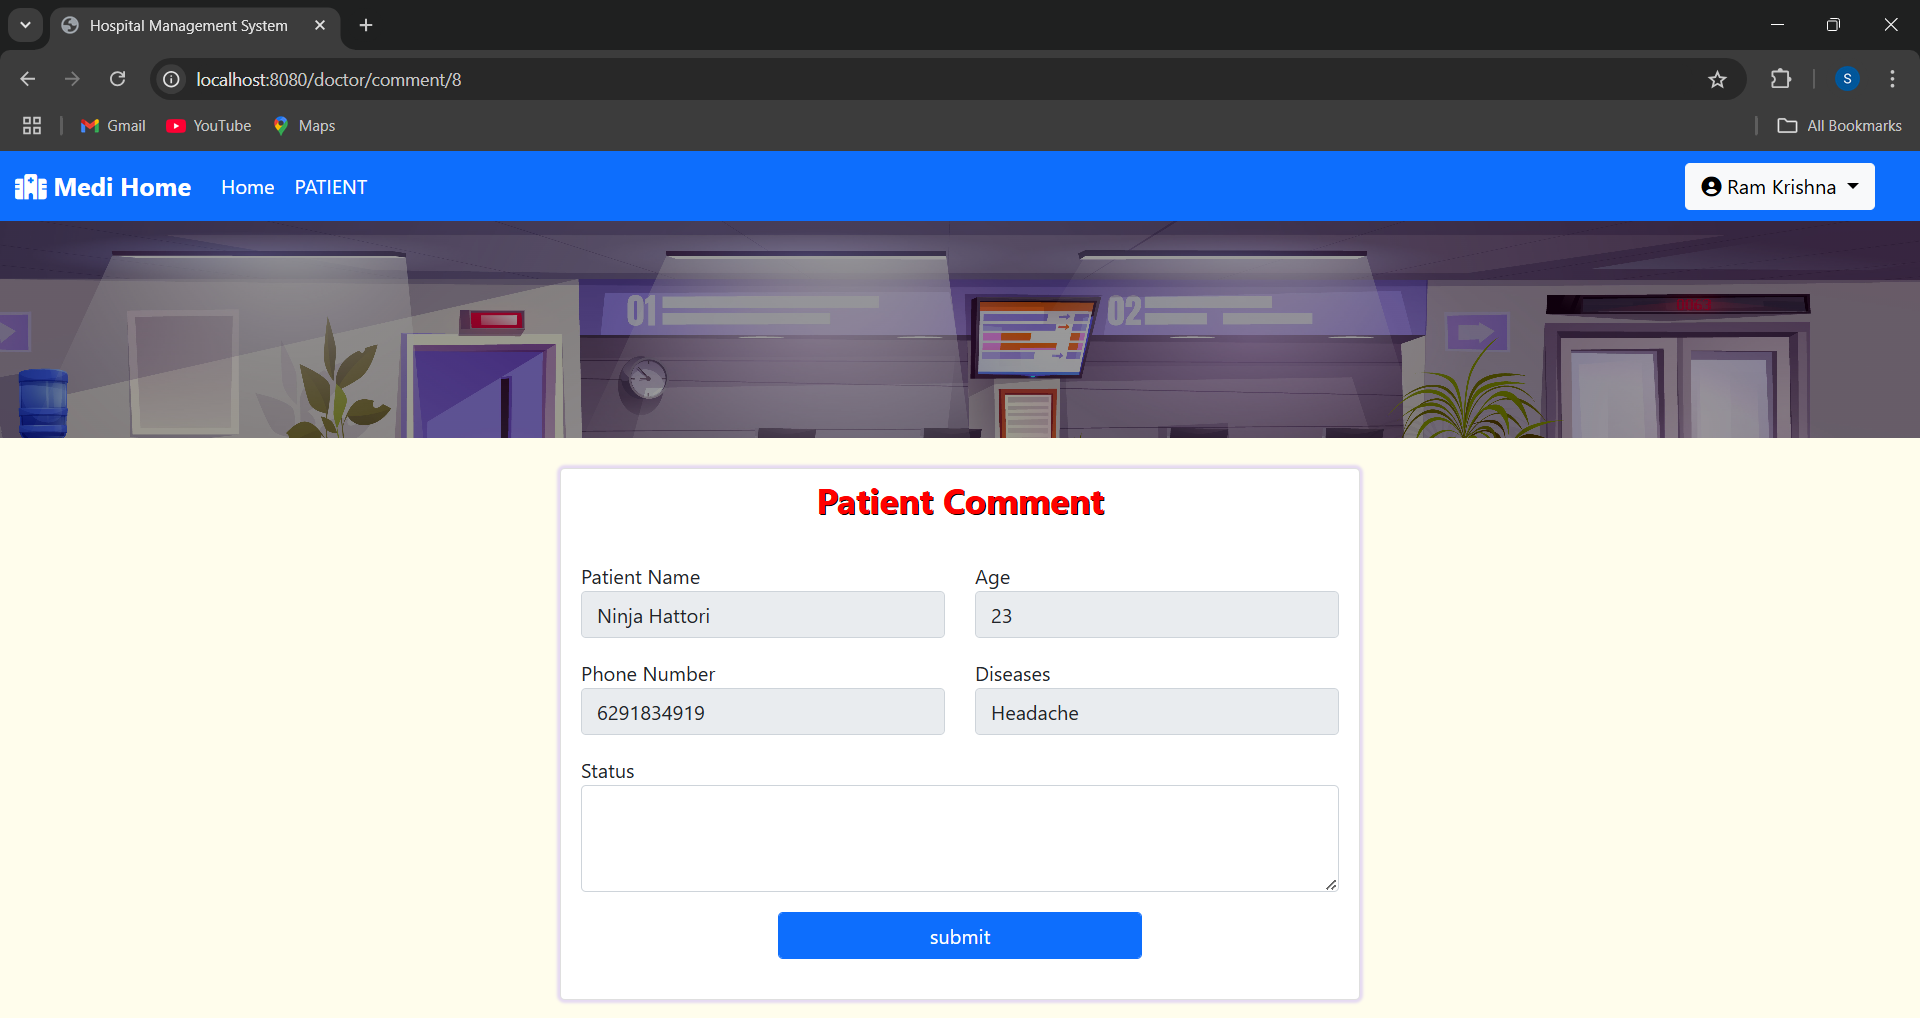 Hospital Management System
localhost:8080/doctor/comment/8
S
Gmail YouTube Maps All Bookmarks
Medi Home Home PATIENT Ram Krishna
01 02
Patient Comment
Patient Name Age
Ninja Hattori 23
Phone Number Diseases
6291834919 Headache
Status
submit